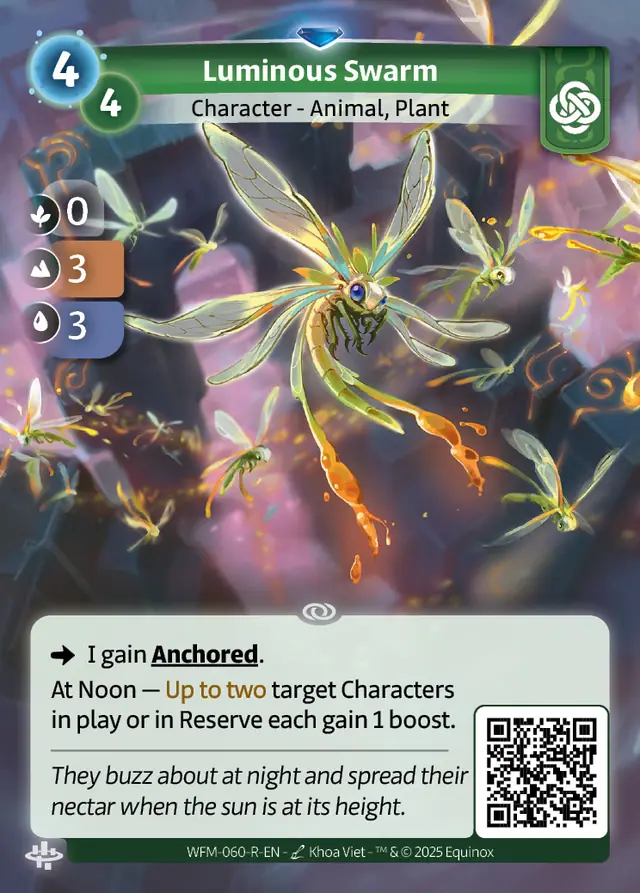 4
Luminous Swarm
4
Character - Animal, Plant
0
3
3
I gain Anchored.
At Noon — Up to two target Characters
in play or in Reserve each gain 1 boost.
They buzz about at night and spread their
nectar when the sun is at its height.
WFM-060-R-EN - Khoa Viet - ™ & © 2025 Equinox